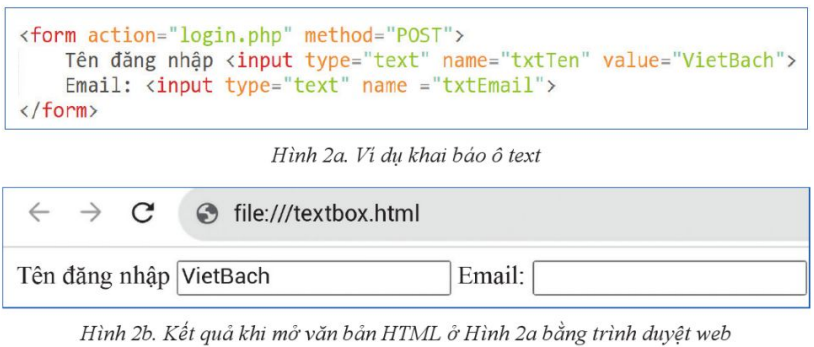 <form action="login.php" method="POST">
Tên đăng nhập <input type="text" name="txtTen" value="VietBach">
Email: <input type="text" name ="txtEmail">
</form>
Hình 2a. Ví dụ khai báo ô text
file:///textbox.html
Tên đăng nhập VietBach Email:
Hình 2b. Kết quả khi mở văn bản HTML ở Hình 2a bằng trình duyệt web